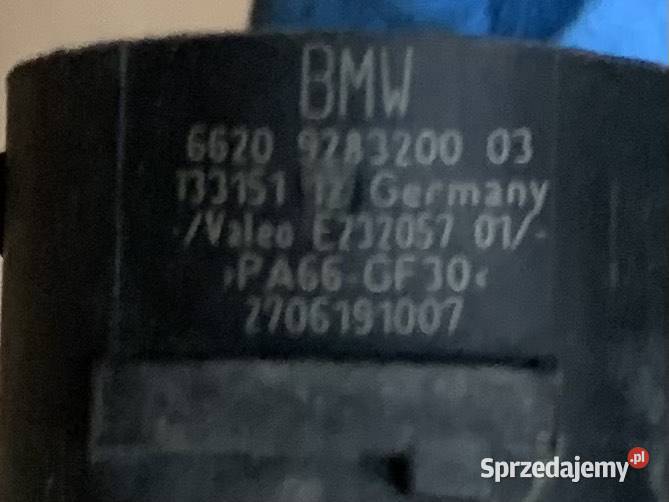 BMW
6620 9283200 03
133151 12 Germany
-/Valeo E232057 01/-
›PA66-GF30‹
2706191007
Sprzedajemy.pl